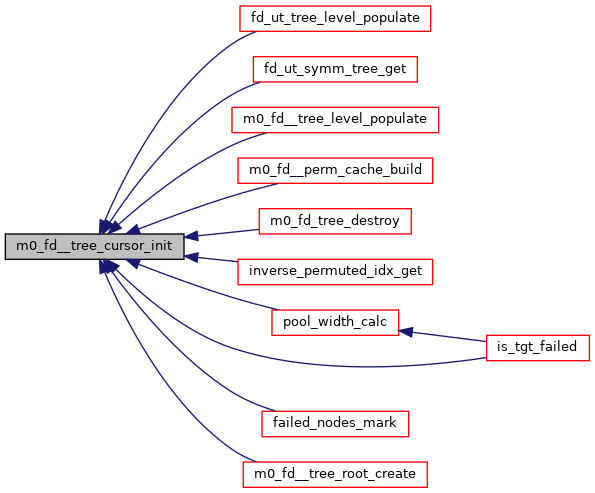 fd_ut_tree_level_populate
fd_ut_symm_tree_get
m0_fd__tree_level_populate
m0_fd__perm_cache_build
m0_fd_tree_destroy
m0_fd__tree_cursor_init
inverse_permuted_idx_get
pool_width_calc
is_tgt_failed
failed_nodes_mark
m0_fd__tree_root_create